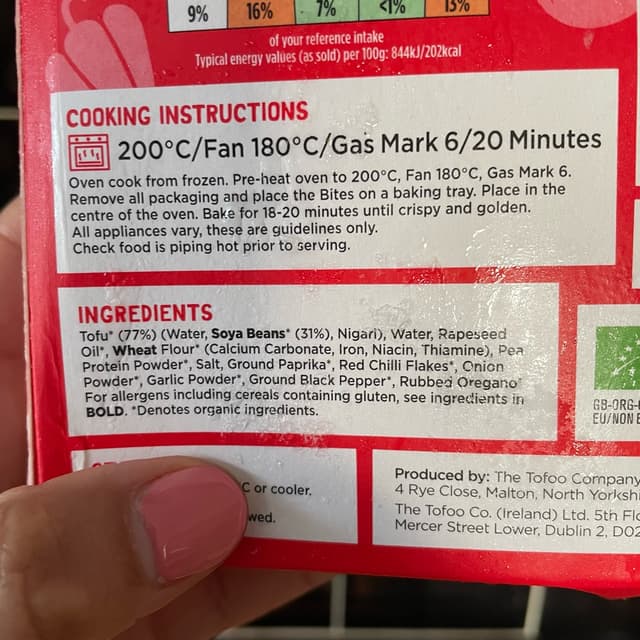 9% 16% 7% <1% 13%
of your reference intake
Typical energy values (as sold) per 100g: 844kJ/202kcal
COOKING INSTRUCTIONS
200°C/Fan 180°C/Gas Mark 6/20 Minutes
Oven cook from frozen. Pre-heat oven to 200°C, Fan 180°C, Gas Mark 6.
Remove all packaging and place the Bites on a baking tray. Place in the
centre of the oven. Bake for 18-20 minutes until crispy and golden.
All appliances vary, these are guidelines only.
Check food is piping hot prior to serving.
INGREDIENTS
Tofu* (77%) (Water, Soya Beans* (31%), Nigari), Water, Rapeseed
Oil*, Wheat Flour* (Calcium Carbonate, Iron, Niacin, Thiamine), Pea
Protein Powder*, Salt, Ground Paprika*, Red Chilli Flakes*, Onion
Powder*, Garlic Powder*, Ground Black Pepper*, Rubbed Oregano*
For allergens including cereals containing gluten, see ingredients in
BOLD. *Denotes organic ingredients.
GB-ORG-
EU/NON
C or cooler.
Produced by: The Tofoo Company
4 Rye Close, Malton, North
The Tofoo Co. (Ireland) Ltd. 5th
Mercer Street Lower, Dublin 2,